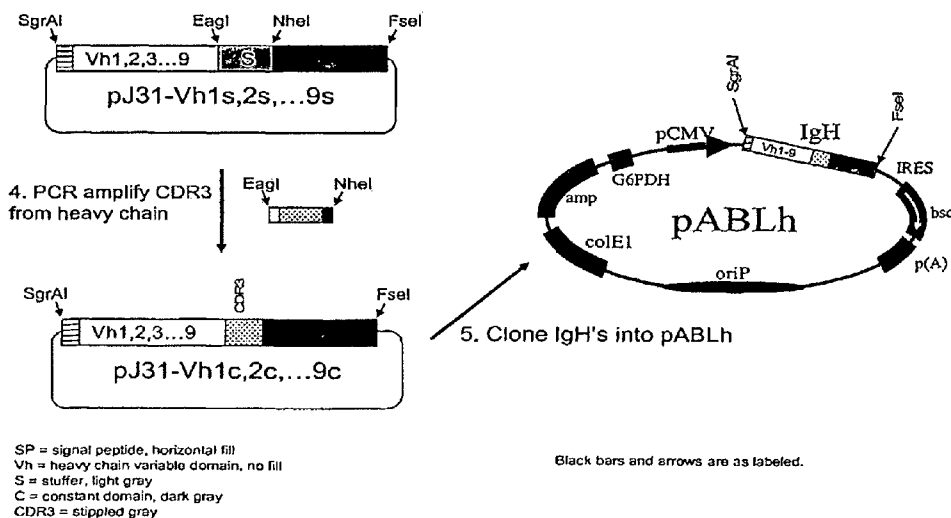 SgrAI EagI NheI FseI
Vh1,2,3...9 S
pJ31-Vh1s,2s,...9s
4. PCR amplify CDR3
from heavy chain
EagI NheI
SgrAI CDR3 FseI
Vh1,2,3...9
pJ31-Vh1c,2c,...9c
SgrAI
FseI
pCMV IgH
Vh1-9
G6PDH IRES
amp bsd
pABLh
colE1 p(A)
oriP
5. Clone IgH's into pABLh
SP = signal peptide, horizontal fill
Vh = heavy chain variable domain, no fill
S = stuffer, light gray
C = constant domain, dark gray
CDR3 = stippled gray
Black bars and arrows are as labeled.